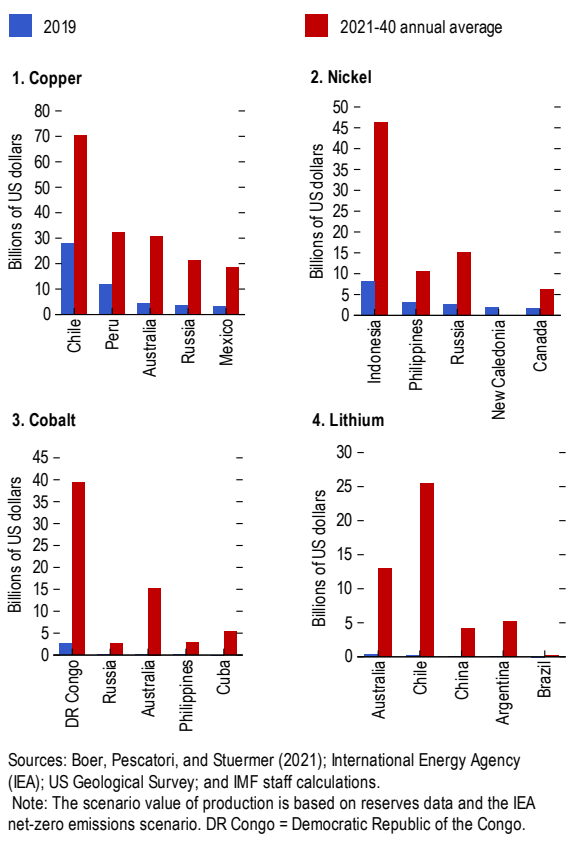 2019
2021-40 annual average
1. Copper
80
70
60
50
40
30
20
10
0
Billions of US dollars
Chile
Peru
Australia
Russia
Mexico
2. Nickel
50
45
40
35
30
25
20
15
10
5
0
Billions of US dollars
Indonesia
Philippines
Russia
New Caledonia
Canada
3. Cobalt
45
40
35
30
25
20
15
10
5
0
Billions of US dollars
DR Congo
Russia
Australia
Philippines
Cuba
4. Lithium
30
25
20
15
10
5
0
Billions of US dollars
Australia
Chile
China
Argentina
Brazil
Sources: Boer, Pescatori, and Stuermer (2021); International Energy Agency
(IEA); US Geological Survey; and IMF staff calculations.
Note: The scenario value of production is based on reserves data and the IEA
net-zero emissions scenario. DR Congo = Democratic Republic of the Congo.